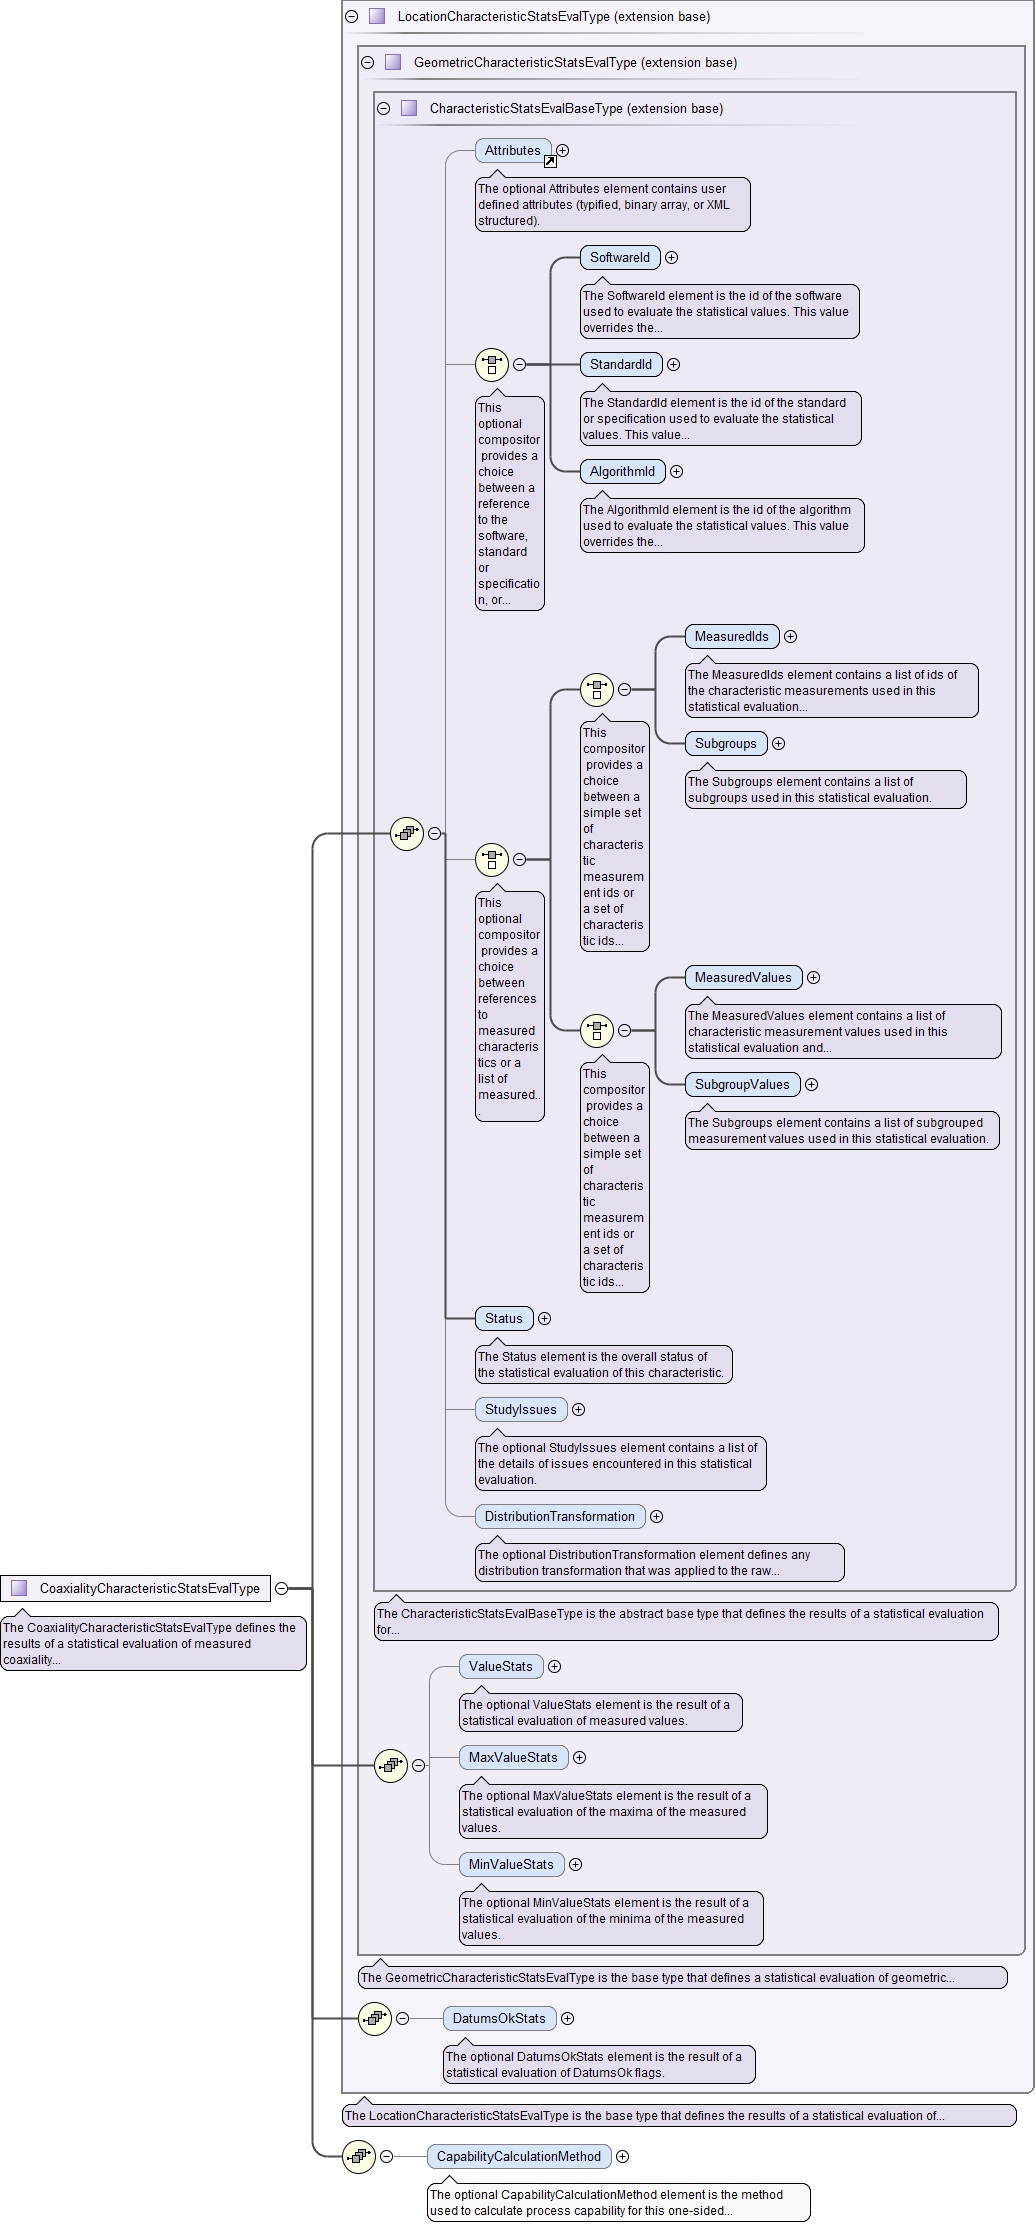 LocationCharacteristicStatsEvalType (extension base)
GeometricCharacteristicStatsEvalType (extension base)
CharacteristicStatsEvalBaseType (extension base)
Attributes
The optional Attributes element contains user
defined attributes (typified, binary array, or XML
structured).
SoftwareId
The SoftwareId element is the id of the software
used to evaluate the statistical values. This value
overrides the...
StandardId
The StandardId element is the id of the standard
or specification used to evaluate the statistical
values. This value...
AlgorithmId
The AlgorithmId element is the id of the algorithm
used to evaluate the statistical values. This value
overrides the...
This
optional
compositor
provides a
choice
between a
reference
to the
software,
standard
or
specificatio
n, or...
MeasuredIds
The MeasuredIds element contains a list of ids of
the characteristic measurements used in this
statistical evaluation...
Subgroups
The Subgroups element contains a list of
subgroups used in this statistical evaluation.
This
compositor
provides a
choice
between a
simple set
of
characteris
tic
measurem
ent ids or
a set of
characteris
tic ids...
This
optional
compositor
provides a
choice
between
references
to
measured
characteris
tics or a
list of
measured..
.
MeasuredValues
The MeasuredValues element contains a list of
characteristic measurement values used in this
statistical evaluation and...
SubgroupValues
The Subgroups element contains a list of subgrouped
measurement values used in this statistical evaluation.
This
compositor
provides a
choice
between a
simple set
of
characteris
tic
measurem
ent ids or
a set of
characteris
tic ids...
Status
The Status element is the overall status of
the statistical evaluation of this characteristic.
StudyIssues
The optional StudyIssues element contains a list of
the details of issues encountered in this statistical
evaluation.
DistributionTransformation
The optional DistributionTransformation element defines any
distribution transformation that was applied to the raw...
CoaxialityCharacteristicStatsEvalType
The CoaxialityCharacteristicStatsEvalType defines the
results of a statistical evaluation of measured
coaxiality...
The CharacteristicStatsEvalBaseType is the abstract base type that defines the results of a statistical evaluation
for...
ValueStats
The optional ValueStats element is the result of a
statistical evaluation of measured values.
MaxValueStats
The optional MaxValueStats element is the result of a
statistical evaluation of the maxima of the measured
values.
MinValueStats
The optional MinValueStats element is the result of a
statistical evaluation of the minima of the measured
values.
The GeometricCharacteristicStatsEvalType is the base type that defines a statistical evaluation of geometric...
DatumsOkStats
The optional DatumsOkStats element is the result of a
statistical evaluation of DatumsOk flags.
The LocationCharacteristicStatsEvalType is the base type that defines the results of a statistical evaluation of...
CapabilityCalculationMethod
The optional CapabilityCalculationMethod element is the method
used to calculate process capability for this one-sided...